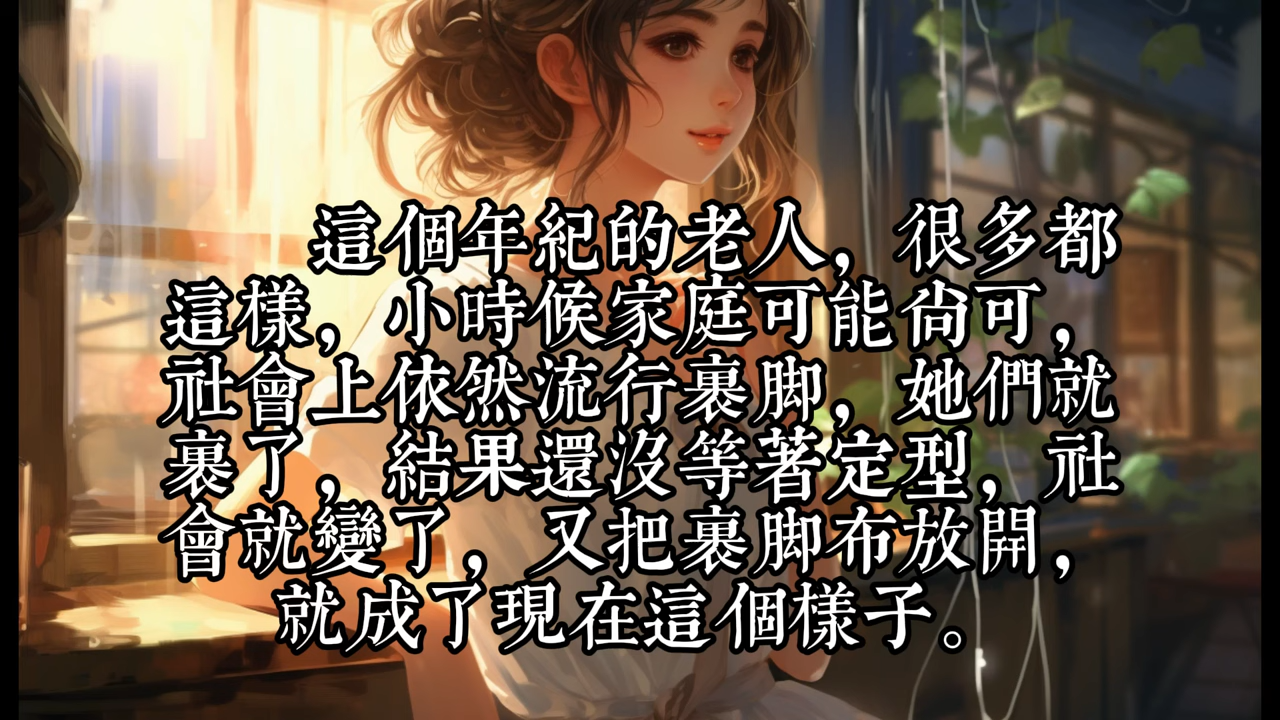 這個年紀的老人，很多都
這樣，小時候家庭可能尚可，
社會上依然流行裹脚，她們就
裹了，結果還沒等著定型，社
會就變了，又把裹脚布放開，
就成了現在這個樣子。